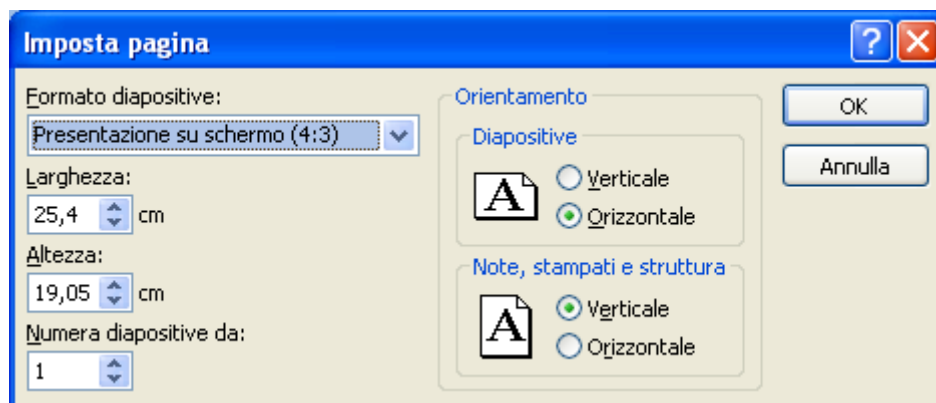 Imposta pagina
Formato diapositive:
Presentazione su schermo (4:3)
Larghezza:
25,4 cm
Altezza:
19,05 cm
Numera diapositive da:
1
Orientamento
Diapositive
A
Verticale
Orizzontale
Note, stampati e struttura
A
Verticale
Orizzontale
?
OK
Annulla